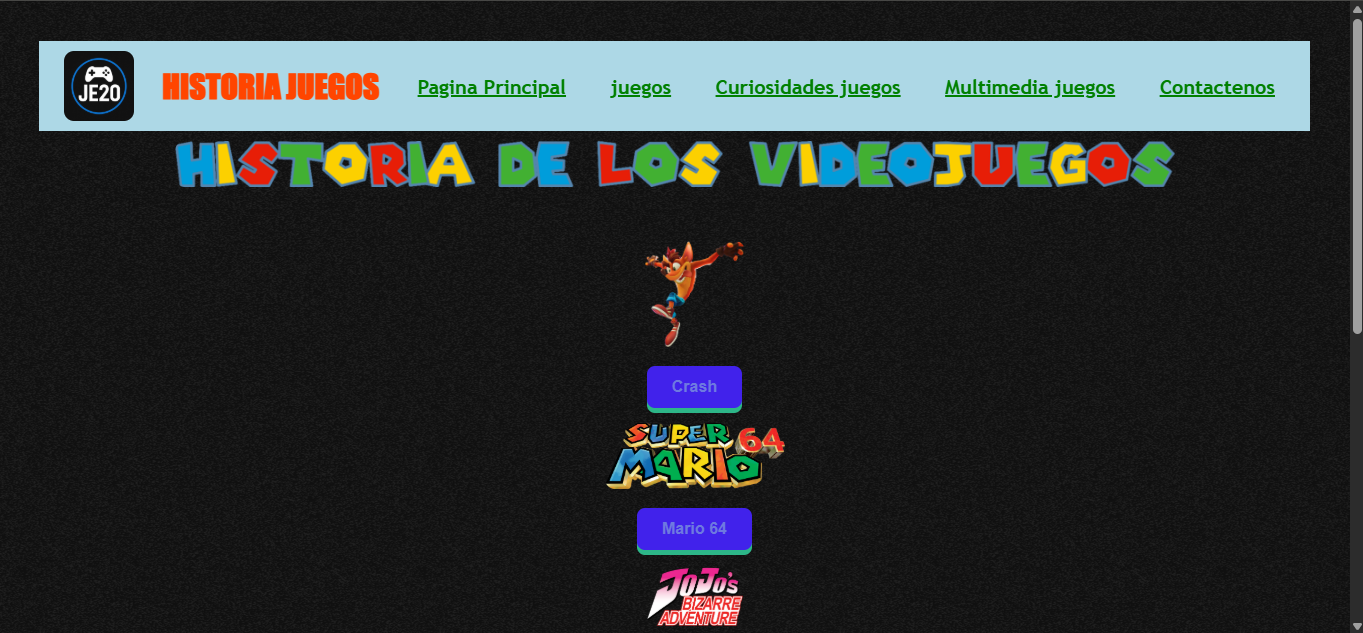 JE20
HISTORIA JUEGOS
Pagina Principal juegos Curiosidades juegos Multimedia juegos Contactenos
HISTORIA DE LOS VIDEOJUEGOS
Crash
SUPER
MARIO 64
Mario 64
JoJo's
BIZARRE
ADVENTURE